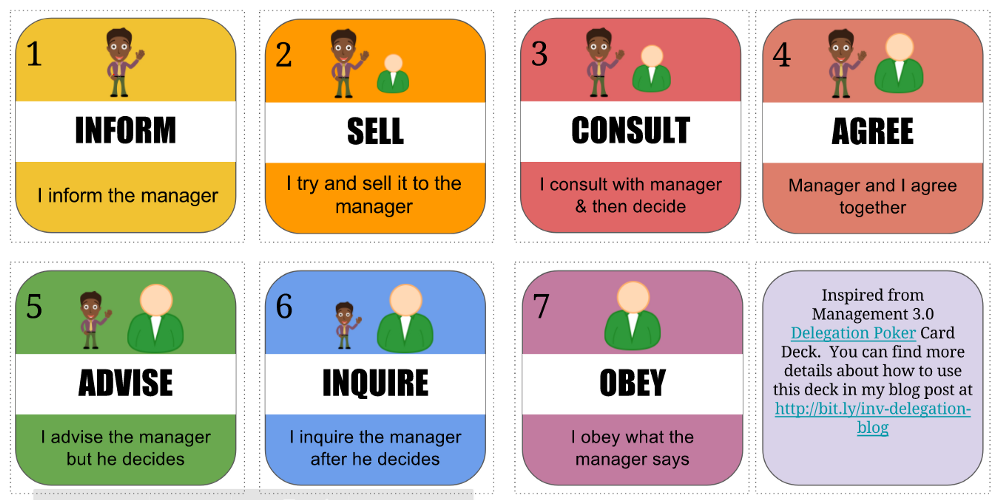 1
INFORM
I inform the manager
2
SELL
I try and sell it to the
manager
3
CONSULT
I consult with manager
& then decide
4
AGREE
Manager and I agree
together
5
ADVISE
I advise the manager
but he decides
6
INQUIRE
I inquire the manager
after he decides
7
OBEY
I obey what the
manager says
Inspired from
Management 3.0
Delegation Poker Card
Deck. You can find more
details about how to use
this deck in my blog post at
http://bit.ly/inv-delegation-
blog